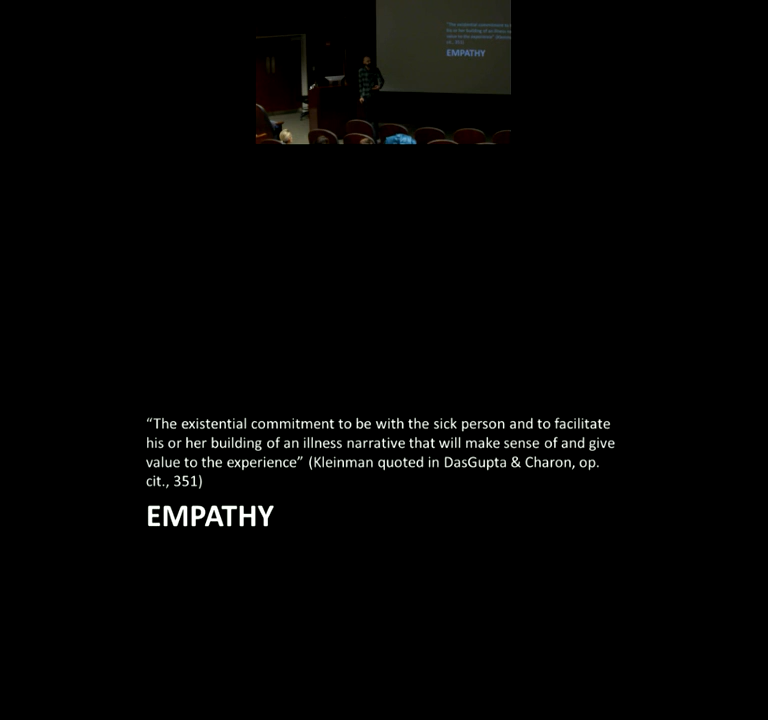 EMPATHY
“The existential commitment to be with the sick person and to facilitate
his or her building of an illness narrative that will make sense of and give
value to the experience” (Kleinman quoted in DasGupta & Charon, op.
cit., 351)
EMPATHY